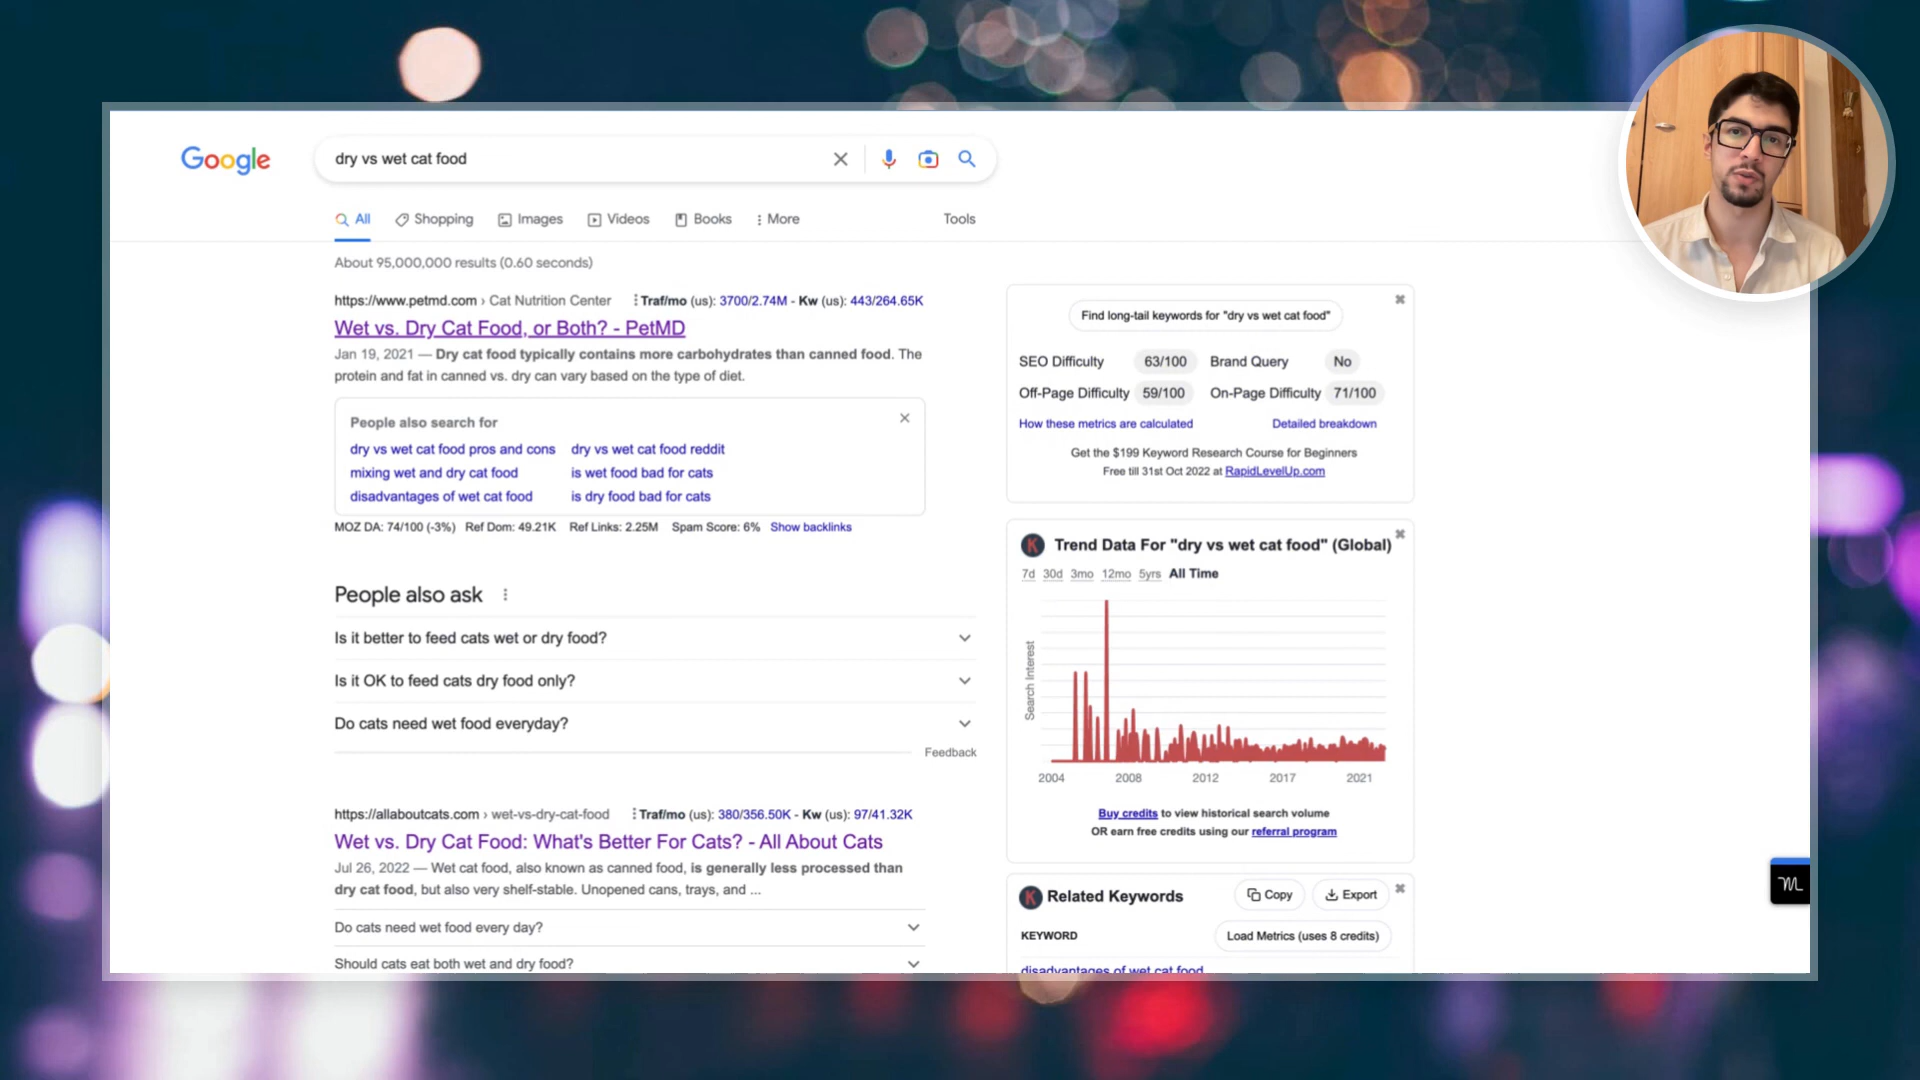 Google
dry vs wet cat food
All
Shopping
Images
Videos
Books
More
Tools
About 95,000,000 results (0.60 seconds)
https://www.petmd.com › Cat Nutrition Center
Traf/mo (us): 3700/2.74M - Kw (us): 443/264.65K
Wet vs. Dry Cat Food, or Both? - PetMD
Jan 19, 2021 — Dry cat food typically contains more carbohydrates than canned food. The
protein and fat in canned vs. dry can vary based on the type of diet.
People also search for
dry vs wet cat food pros and cons
dry vs wet cat food reddit
mixing wet and dry cat food
is wet food bad for cats
disadvantages of wet cat food
is dry food bad for cats
MOZ DA: 74/100 (-3%) Ref Dom: 49.21K Ref Links: 2.25M Spam Score: 6% Show backlinks
People also ask
Is it better to feed cats wet or dry food?
Is it OK to feed cats dry food only?
Do cats need wet food everyday?
Feedback
https://allaboutcats.com › wet-vs-dry-cat-food
Traf/mo (us): 380/356.50K - Kw (us): 97/41.32K
Wet vs. Dry Cat Food: What's Better For Cats? - All About Cats
Jul 26, 2022 — Wet cat food, also known as canned food, is generally less processed than
dry cat food, but also very shelf-stable. Unopened cans, trays, and ...
Do cats need wet food every day?
Should cats eat both wet and dry food?
Find long-tail keywords for "dry vs wet cat food"
SEO Difficulty 63/100 Brand Query No
Off-Page Difficulty 59/100 On-Page Difficulty 71/100
How these metrics are calculated
Detailed breakdown
Get the $199 Keyword Research Course for Beginners
Free till 31st Oct 2022 at RapidLevelUp.com
K Trend Data For "dry vs wet cat food" (Global)
7d 30d 3mo 12mo 5yrs All Time
Search Interest
2004 2008 2012 2017 2021
Buy credits to view historical search volume
OR earn free credits using our referral program
K Related Keywords
Copy
Export
KEYWORD
Load Metrics (uses 8 credits)
disadvantages of wet cat food